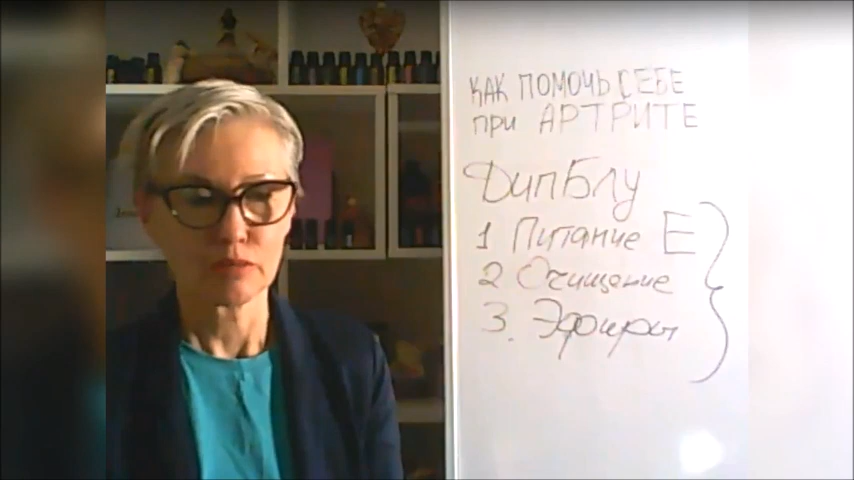 КАК ПОМОЧЬ СЕБЕ
при АРТРИТЕ
ДипБлу
1 Питание Е
2 Очищение
3. Эфиры